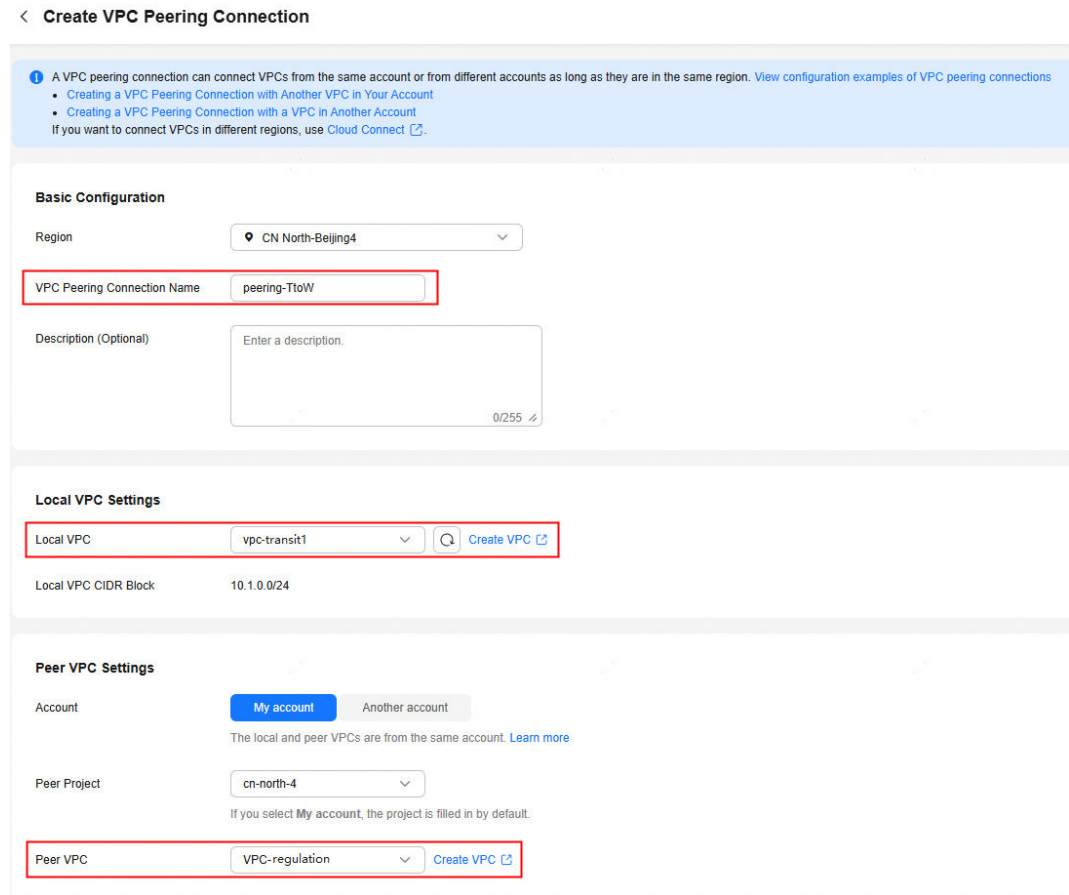 Create VPC Peering Connection
A VPC peering connection can connect VPCs from the same account or from different accounts as long as they are in the same region. View configuration examples of VPC peering connections
Creating a VPC Peering Connection with Another VPC in Your Account
Creating a VPC Peering Connection with a VPC in Another Account
If you want to connect VPCs in different regions, use Cloud Connect.
Basic Configuration
Region CN North-Beijing4
VPC Peering Connection Name peering-TtoW
Description (Optional) Enter a description.
0/255
Local VPC Settings
Local VPC vpc-transit1 Create VPC
Local VPC CIDR Block 10.1.0.0/24
Peer VPC Settings
Account My account Another account
The local and peer VPCs are from the same account. Learn more
Peer Project cn-north-4
If you select My account, the project is filled in by default.
Peer VPC VPC-regulation Create VPC